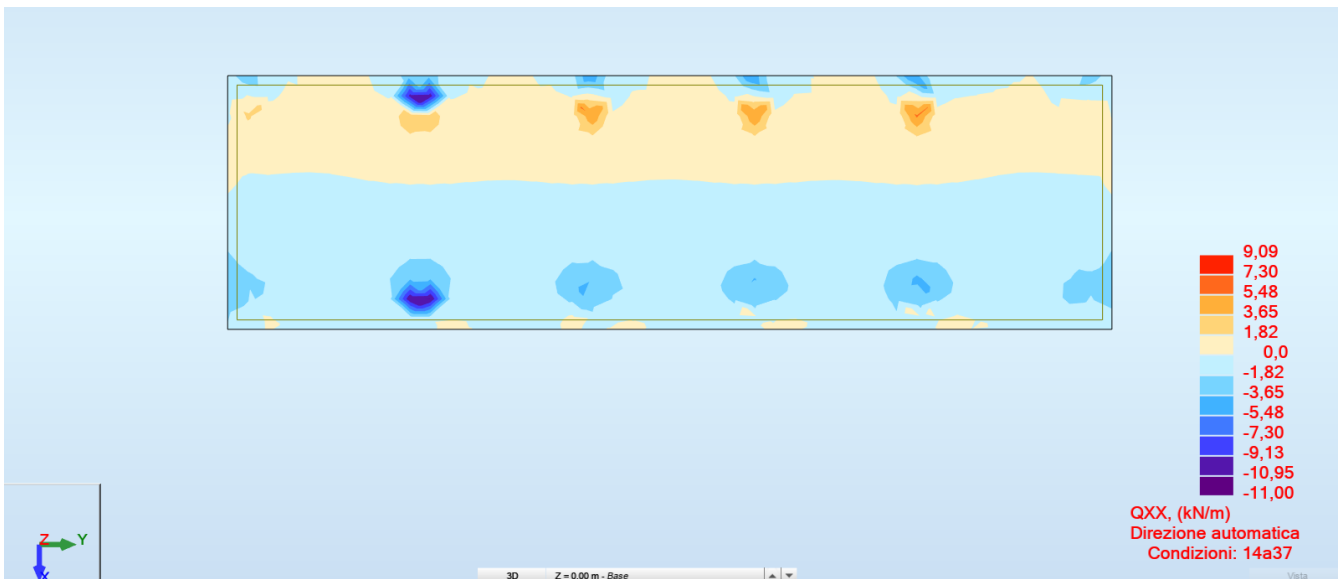 9,09
7,30
5,48
3,65
1,82
0,0
-1,82
-3,65
-5,48
-7,30
-9,13
-10,95
-11,00
QXX, (kN/m)
Direzione automatica
Condizioni: 14a37
Z Y
X
3D Z = 0.00 m - Base Vista